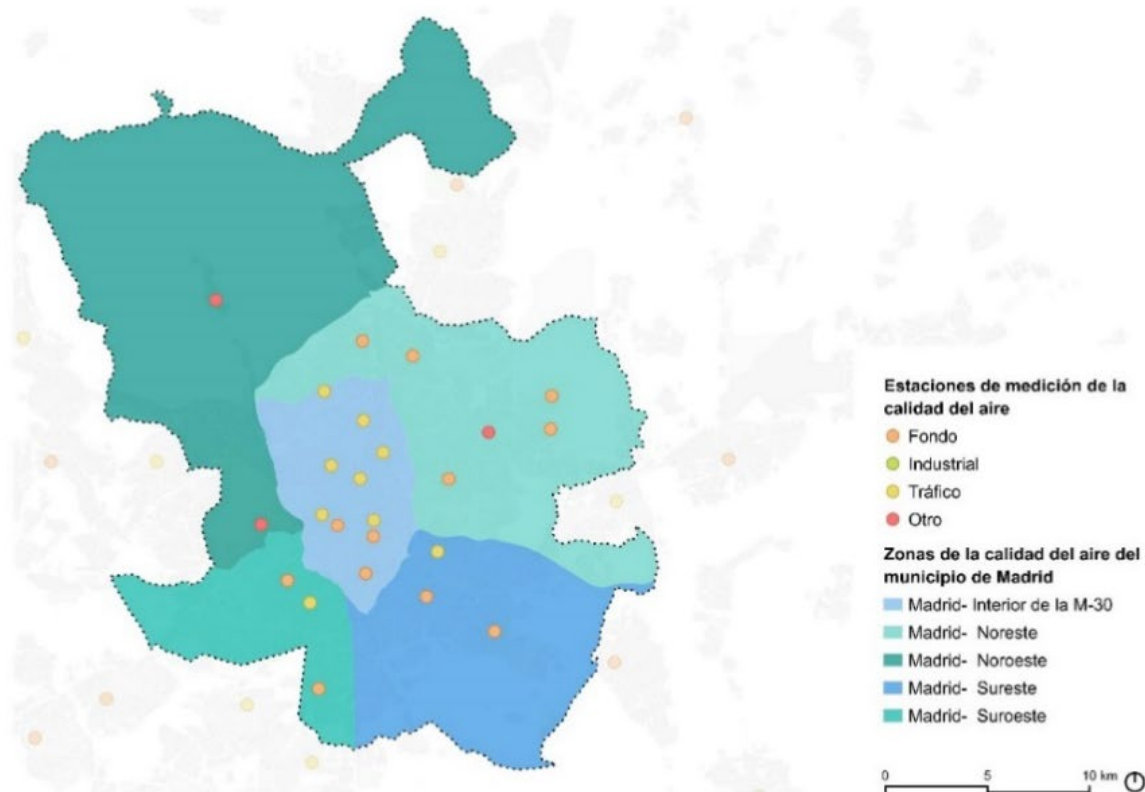 Estaciones de medición de la
calidad del aire
Fondo
Industrial
Tráfico
Otro
Zonas de la calidad del aire del
municipio de Madrid
Madrid- Interior de la M-30
Madrid- Noreste
Madrid- Noroeste
Madrid- Sureste
Madrid- Suroeste
0 5 10 km